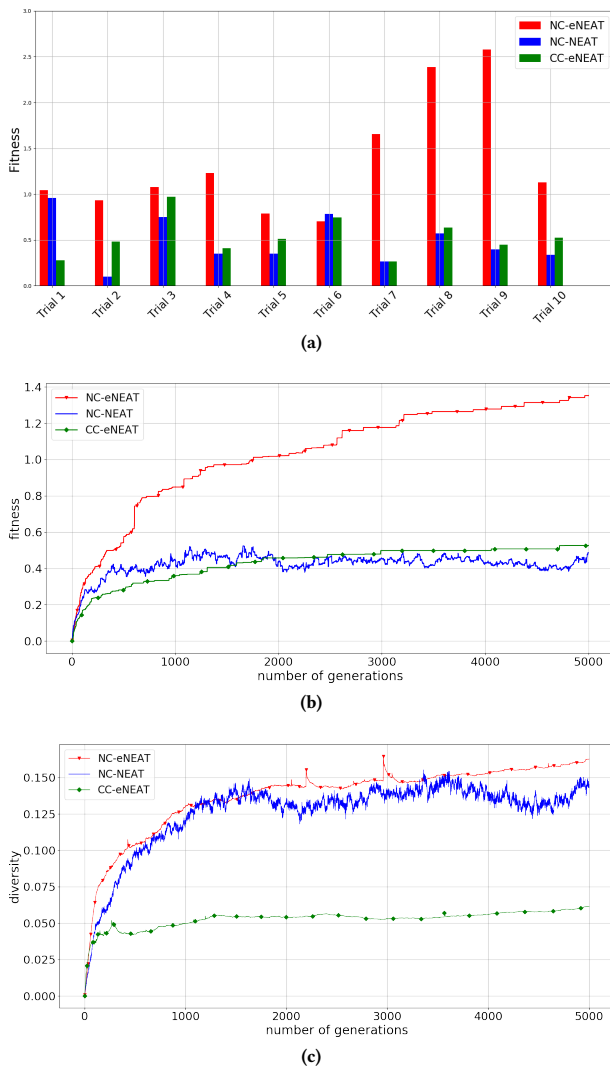 3.0
2.5
2.0
1.5
1.0
0.5
0.0
Fitness
NC-eNEAT
NC-NEAT
CC-eNEAT
Trial 1
Trial 2
Trial 3
Trial 4
Trial 5
Trial 6
Trial 7
Trial 8
Trial 9
Trial 10
(a)
1.4
1.2
1.0
0.8
0.6
0.4
0.2
0.0
fitness
NC-eNEAT
NC-NEAT
CC-eNEAT
0 1000 2000 3000 4000 5000
number of generations
(b)
0.150
0.125
0.100
0.075
0.050
0.025
0.000
diversity
NC-eNEAT
NC-NEAT
CC-eNEAT
0 1000 2000 3000 4000 5000
number of generations
(c)